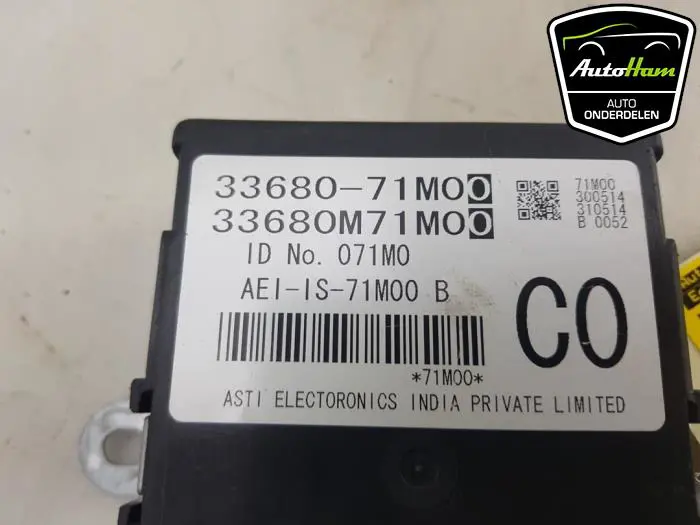 AutoHam
AUTO
ONDERDELEN
33680-71M00
33680M71M00
ID No. 071M0
AEI-IS-71M00 B
71M00
300514
310514
B 0052
C0
*71M00*
ASTI ELECTORONICS INDIA PRIVATE LIMITED